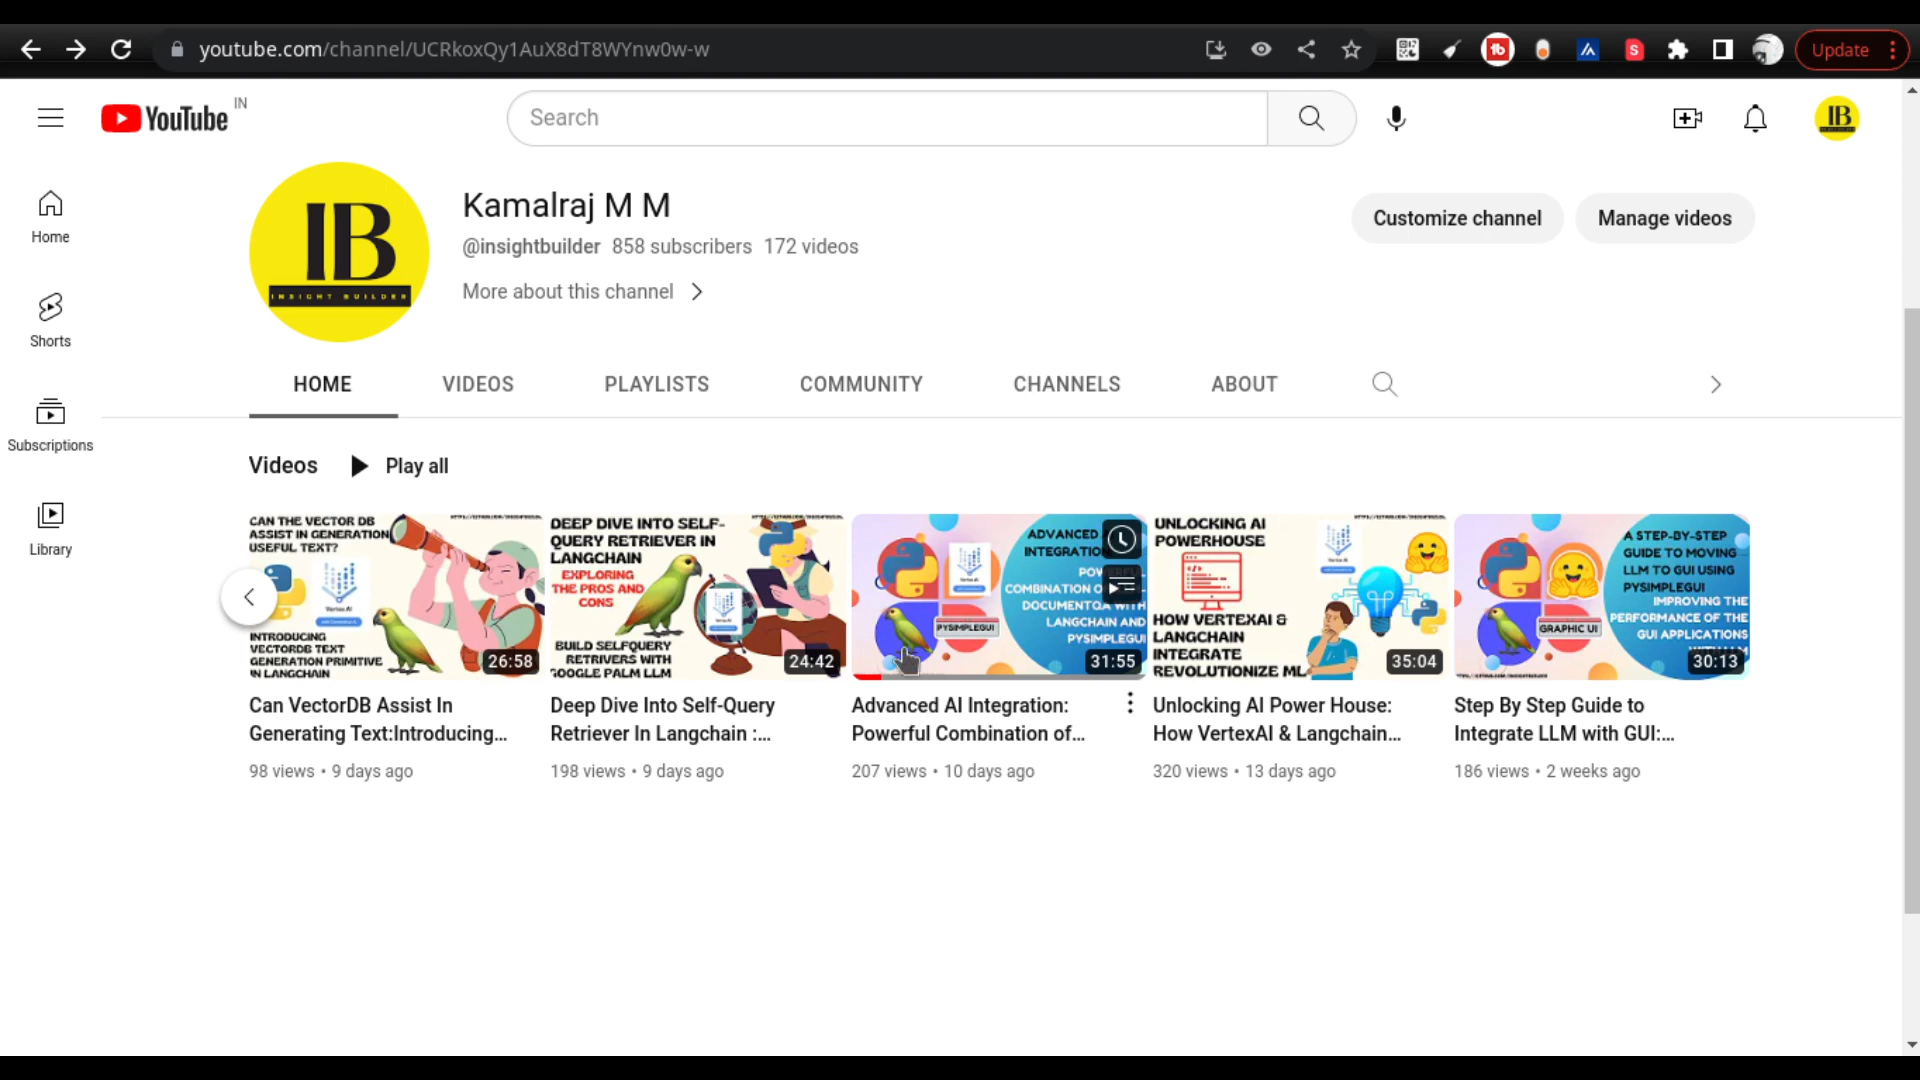 youtube.com/channel/UCRkoxQy1AuX8dT8WYnw0w-w
Update
YouTube IN
Search
IB
Home
Shorts
Subscriptions
Library
IB
INSIGHT BUILDER
Kamalraj M M
@insightbuilder 858 subscribers 172 videos
More about this channel
Customize channel
Manage videos
HOME VIDEOS PLAYLISTS COMMUNITY CHANNELS ABOUT
Videos
Play all
CAN THE VECTOR DB
ASSIST IN GENERATION
USEFUL TEXT?
Vertex AI
INTRODUCING
VECTORDB TEXT
GENERATION PRIMITIVE
IN LANGCHAIN
26:58
Can VectorDB Assist In
Generating Text:Introducing...
98 views • 9 days ago
DEEP DIVE INTO SELF-
QUERY RETRIEVER IN
LANGCHAIN
EXPLORING
THE PROS AND
CONS
BUILD SELFQUERY
RETRIVERS WITH
GOOGLE PALM LLM
24:42
Deep Dive Into Self-Query
Retriever In Langchain :...
198 views • 9 days ago
ADVANCED
INTEGRATION:
COMBINATION
DOCUMENTQA WITH
LANGCHAIN AND
PYSIMPLEGUI
PYSIMPLEGUI
31:55
Advanced AI Integration:
Powerful Combination of...
207 views • 10 days ago
UNLOCKING AI
POWERHOUSE
HOW VERTEXAI &
LANGCHAIN
INTEGRATE
REVOLUTIONIZE ML
35:04
Unlocking AI Power House:
How VertexAI & Langchain...
320 views • 13 days ago
A STEP-BY-STEP
GUIDE TO MOVING
LLM TO GUI USING
PYSIMPLEGUI
IMPROVING THE
PERFORMANCE OF THE
GUI APPLICATIONS
GRAPHIC UI
30:13
Step By Step Guide to
Integrate LLM with GUI:...
186 views • 2 weeks ago